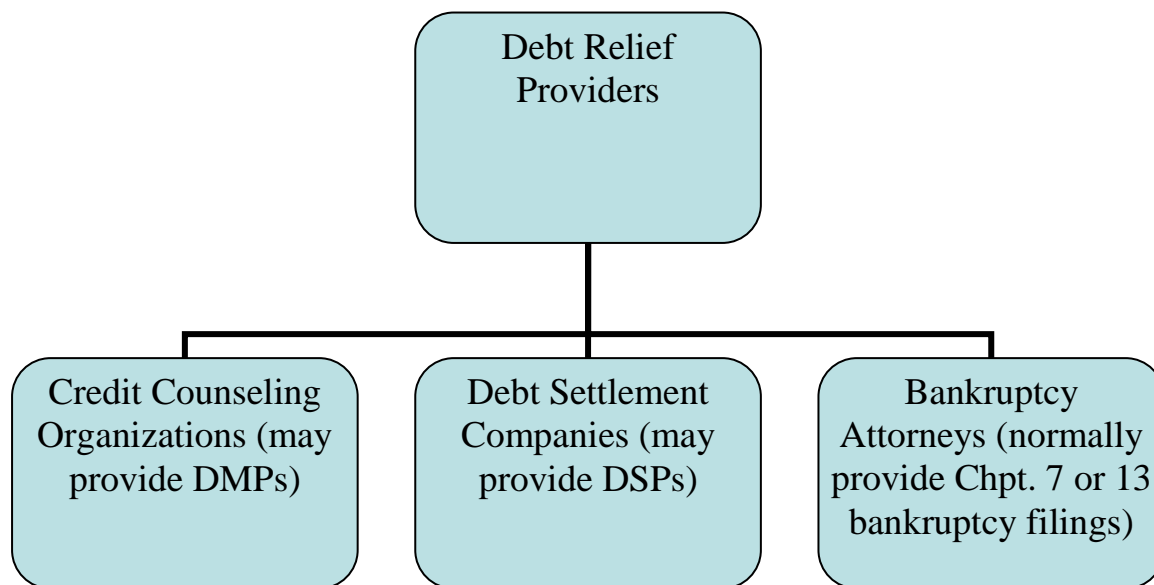 Debt Relief
Providers
Credit Counseling
Organizations (may
provide DMPs)
Debt Settlement
Companies (may
provide DSPs)
Bankruptcy
Attorneys (normally
provide Chpt. 7 or 13
bankruptcy filings)